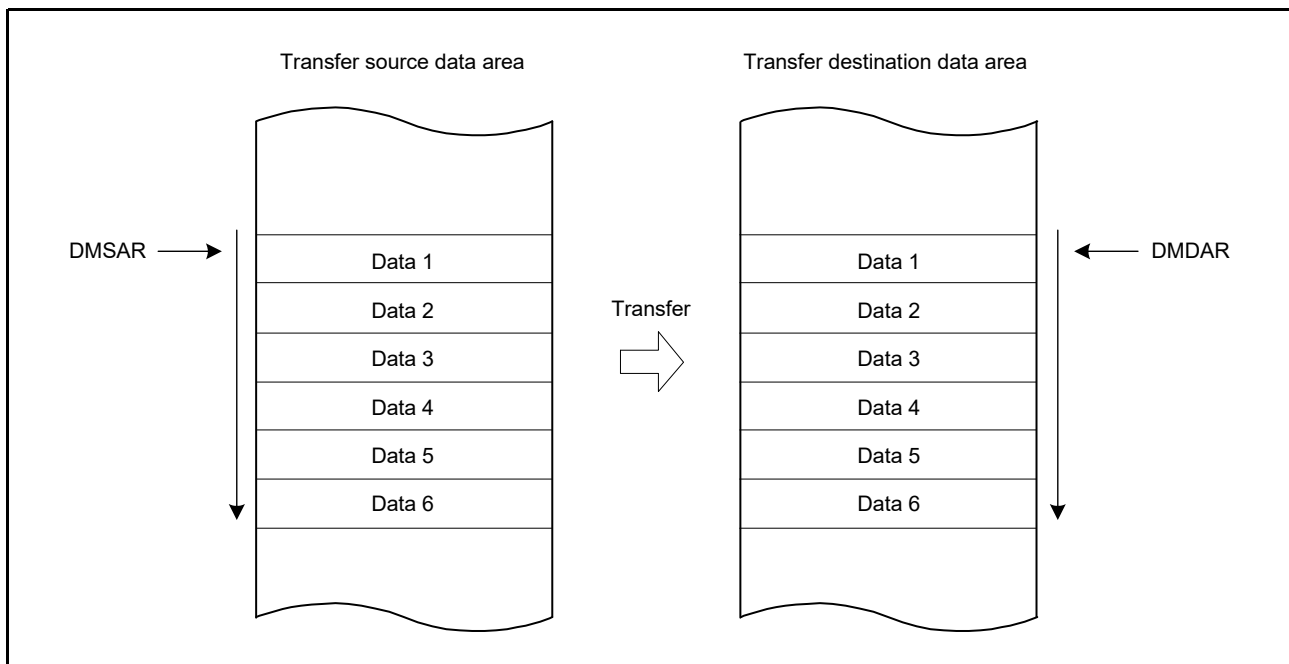 Transfer source data area
Transfer destination data area
DMSAR
DMDAR
Data 1
Data 2
Data 3
Data 4
Data 5
Data 6
Transfer
Data 1
Data 2
Data 3
Data 4
Data 5
Data 6